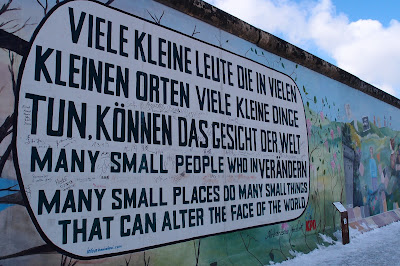 VIELE KLEINE LEUTE DIE IN VIELEN
KLEINEN ORTEN VIELE KLEINE DINGE
TUN, KÖNNEN DAS GESICHT DER WELT
VERÄNDERN
MANY SMALL PEOPLE WHO IN
MANY SMALL PLACES DO MANY SMALL THINGS
THAT CAN ALTER THE FACE OF THE WORLD